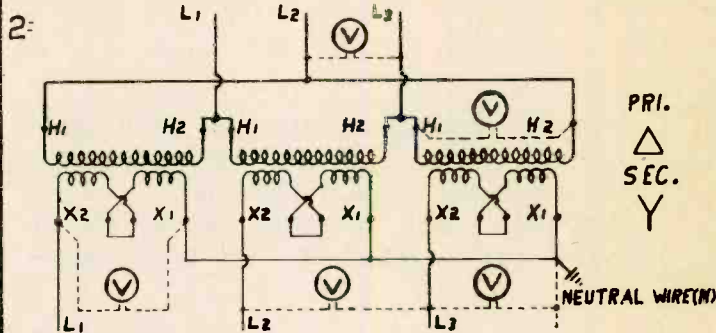 2=
L1 L2 L3
V
V
H1 H2 H1 H2 H1 H2
PRI.
Δ
SEC.
Y
X2 X1 X2 X1 X2 X1
V V V
NEUTRAL WIRE(N)
L1 L2 L3